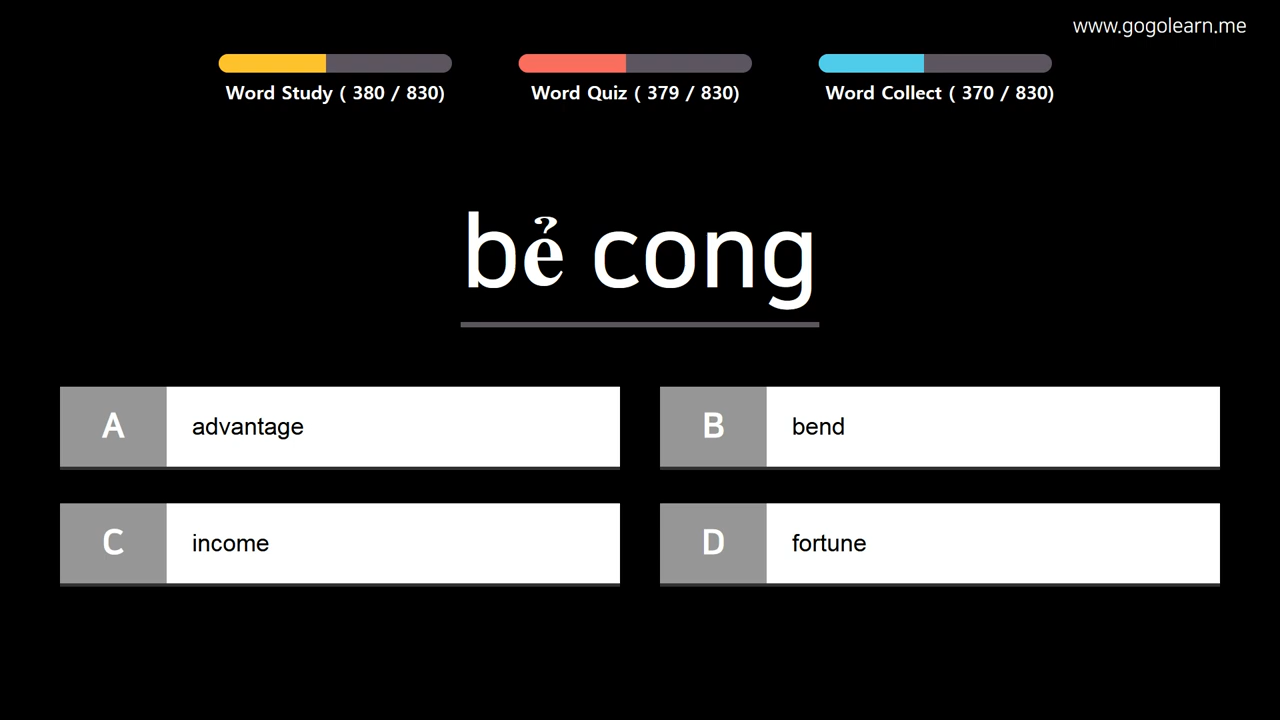 www.gogolearn.me
Word Study ( 380 / 830)
Word Quiz ( 379 / 830)
Word Collect ( 370 / 830)
bẻ cong
A advantage
B bend
C income
D fortune